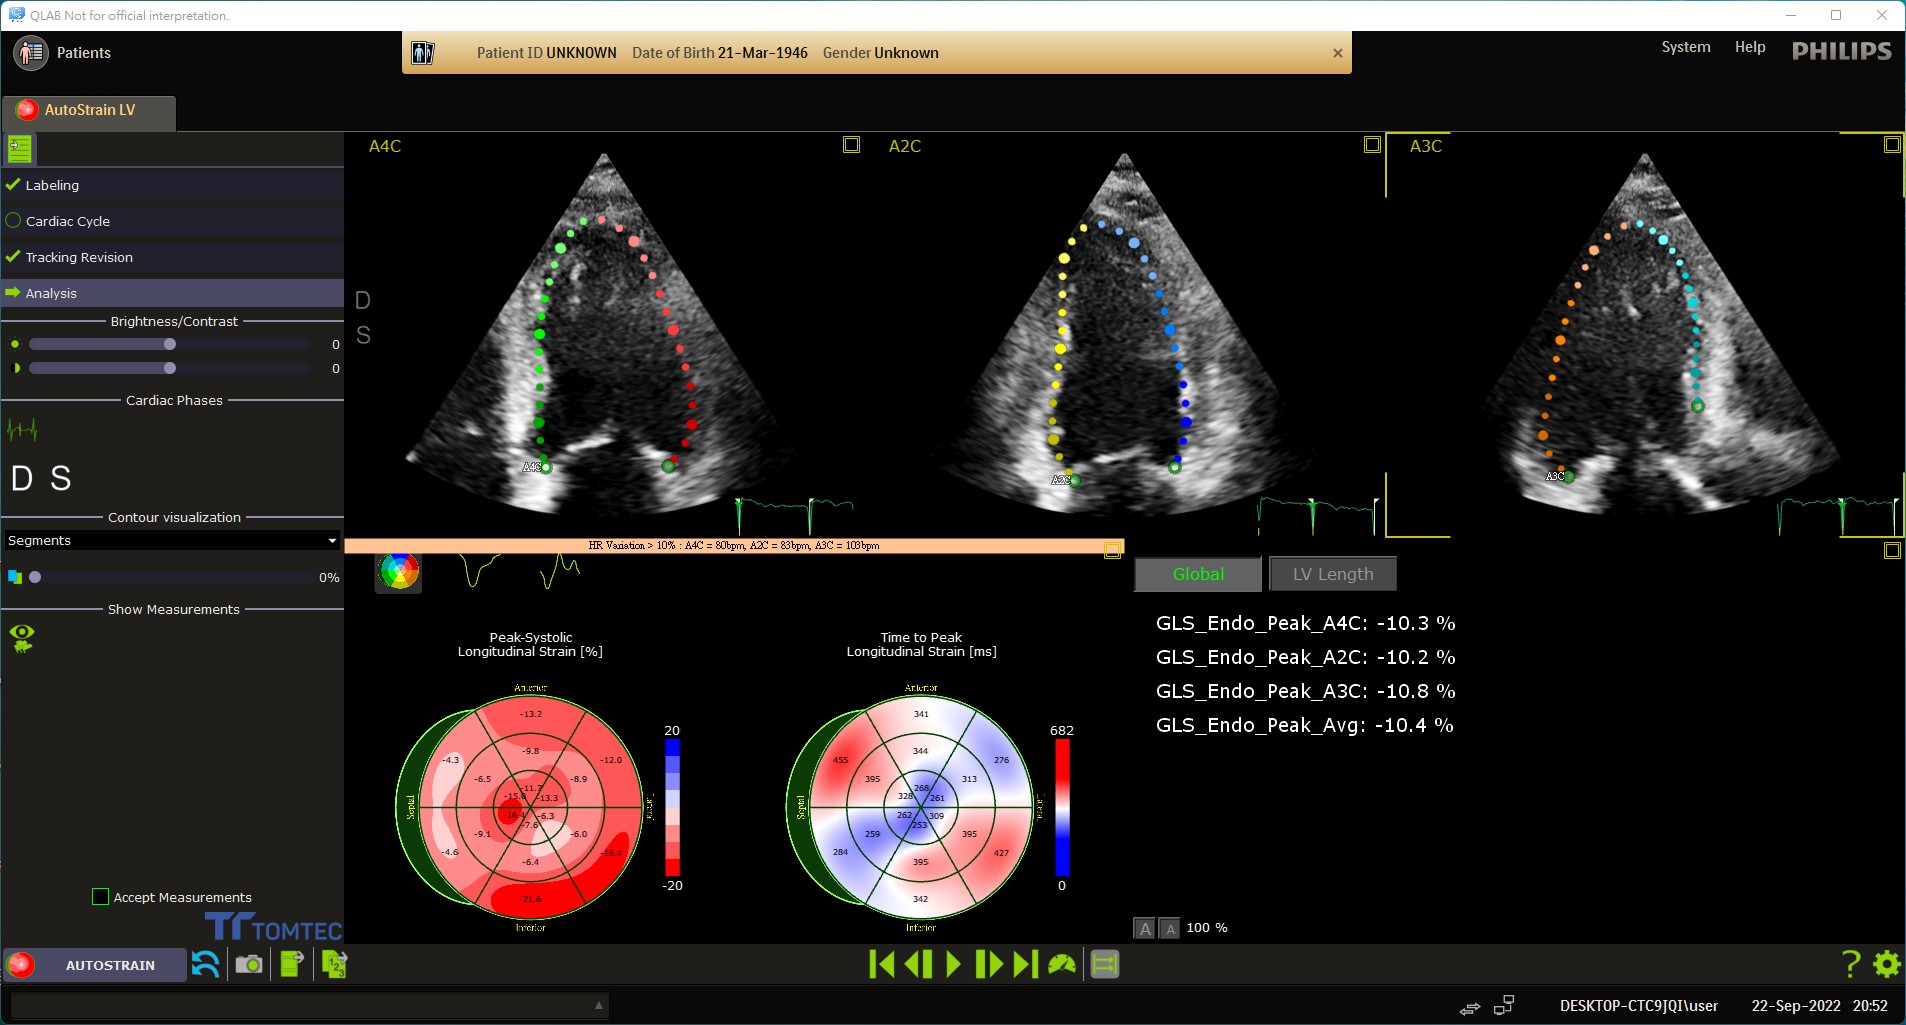 QLAB Not for official interpretation.
Patients
Patient ID UNKNOWN Date of Birth 21-Mar-1946 Gender Unknown
System Help PHILIPS
AutoStrain LV
Labeling
Cardiac Cycle
Tracking Revision
Analysis
Brightness/Contrast
0
0
Cardiac Phases
D S
Contour visualization
Segments
0%
Show Measurements
Accept Measurements
TOMTEC
A4C
D
S
A4C
A2C
A2C
A3C
A3C
HR Variation > 10% : A4C = 80bpm, A2C = 83bpm, A3C = 103bpm
Peak-Systolic
Longitudinal Strain [%]
Anterior
-13.2
-4.3
-9.8
-12.0
-6.5
-8.9
-11.7
-15.0
-13.3
Septal
-16.4
-6.3
-7.6
-9.1
-6.0
-4.6
-6.4
-16.4
-21.6
Inferior
20
-20
Time to Peak
Longitudinal Strain [ms]
Anterior
341
455
344
276
395
313
268
328
261
Septal
Lateral
262
309
253
259
395
284
395
427
342
Inferior
682
0
Global
LV Length
GLS_Endo_Peak_A4C: -10.3 %
GLS_Endo_Peak_A2C: -10.2 %
GLS_Endo_Peak_A3C: -10.8 %
GLS_Endo_Peak_Avg: -10.4 %
A A 100 %
AUTOSTRAIN
123
?
DESKTOP-CTC9JQI\user 22-Sep-2022 20:52